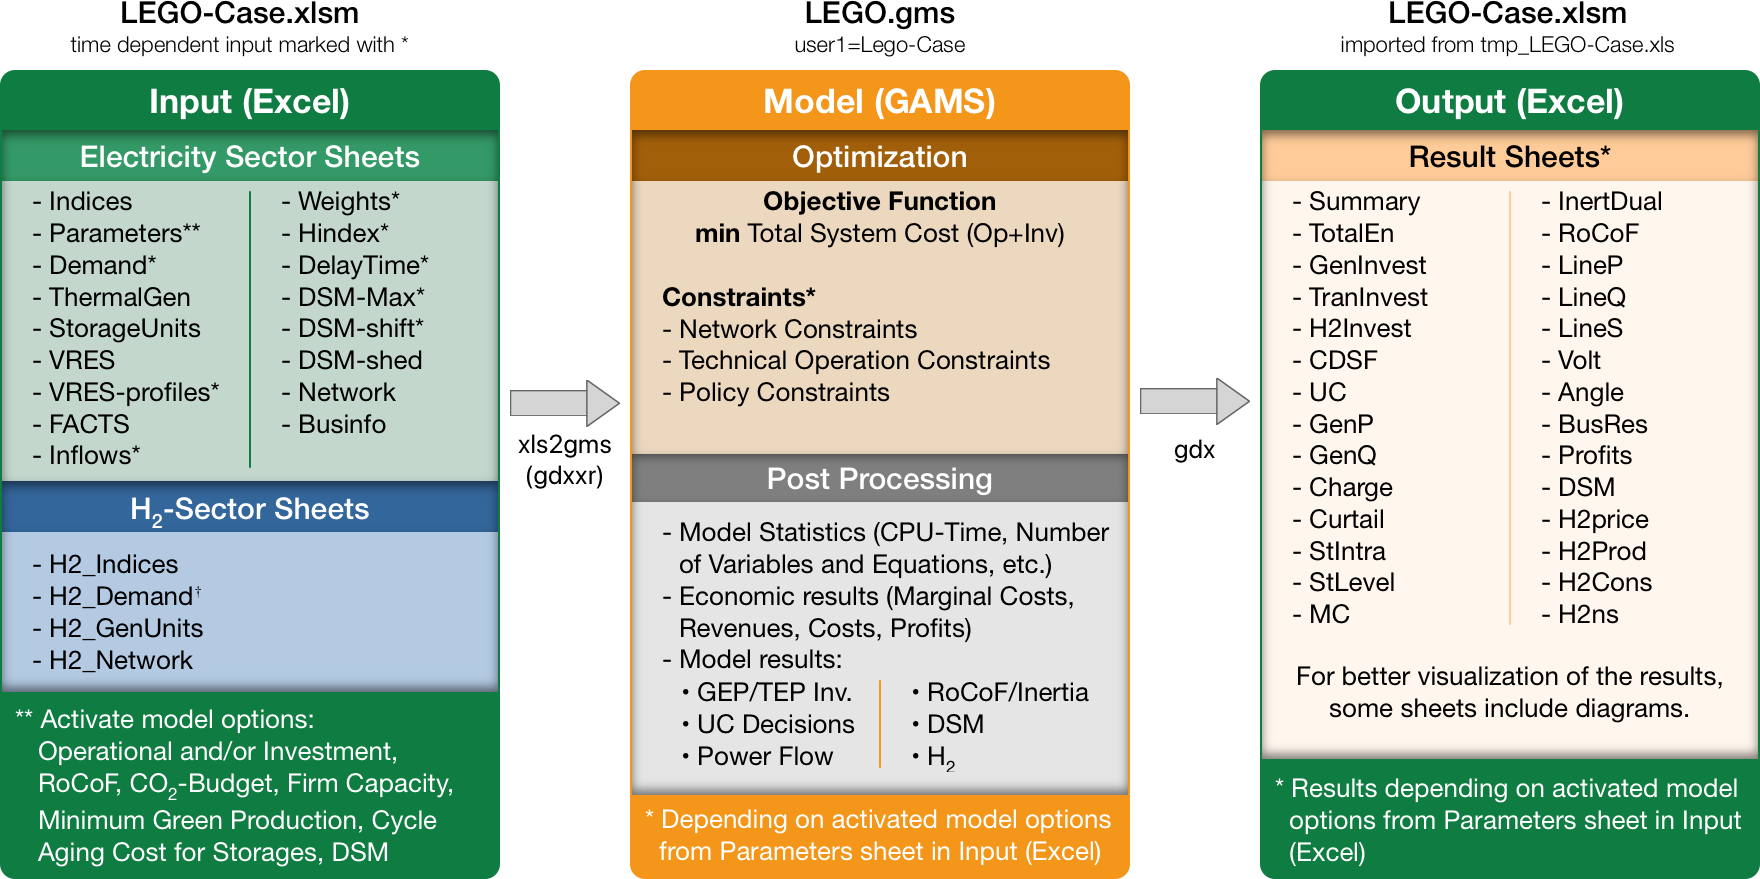 LEGO-Case.xlsm
time dependent input marked with *
Input (Excel)
Electricity Sector Sheets
- Indices
- Parameters**
- Demand*
- ThermalGen
- StorageUnits
- VRES
- VRES-profiles*
- FACTS
- Inflows*
- Weights*
- Hindex*
- DelayTime*
- DSM-Max*
- DSM-shift*
- DSM-shed
- Network
- Businfo
H2-Sector Sheets
- H2_Indices
- H2_Demand†
- H2_GenUnits
- H2_Network
** Activate model options:
Operational and/or Investment,
RoCoF, CO2-Budget, Firm Capacity,
Minimum Green Production, Cycle
Aging Cost for Storages, DSM
xls2gms
(gdxxr)
LEGO.gms
user1=Lego-Case
Model (GAMS)
Optimization
Objective Function
min Total System Cost (Op+Inv)
Constraints*
- Network Constraints
- Technical Operation Constraints
- Policy Constraints
Post Processing
- Model Statistics (CPU-Time, Number
of Variables and Equations, etc.)
- Economic results (Marginal Costs,
Revenues, Costs, Profits)
- Model results:
• GEP/TEP Inv.
• UC Decisions
• Power Flow
• RoCoF/Inertia
• DSM
• H2
* Depending on activated model options
from Parameters sheet in Input (Excel)
gdx
LEGO-Case.xlsm
imported from tmp_LEGO-Case.xls
Output (Excel)
Result Sheets*
- Summary
- TotalEn
- GenInvest
- TranInvest
- H2Invest
- CDSF
- UC
- GenP
- GenQ
- Charge
- Curtail
- StIntra
- StLevel
- MC
- InertDual
- RoCoF
- LineP
- LineQ
- LineS
- Volt
- Angle
- BusRes
- Profits
- DSM
- H2price
- H2Prod
- H2Cons
- H2ns
For better visualization of the results,
some sheets include diagrams.
* Results depending on activated model
options from Parameters sheet in Input
(Excel)